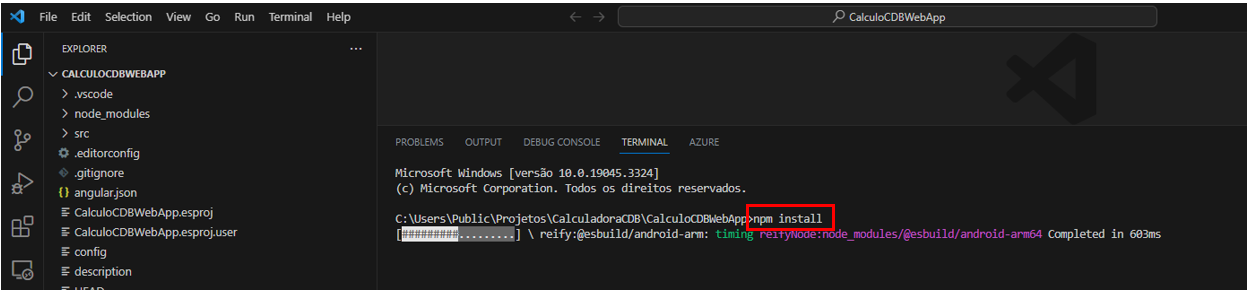 File Edit Selection View Go Run Terminal Help
CalculoCDBWebApp
EXPLORER
CALCULOCDBWEBAPP
.vscode
node_modules
src
.editorconfig
.gitignore
angular.json
CalculoCDBWebApp.esproj
CalculoCDBWebApp.esproj.user
config
description
HEAD
PROBLEMS OUTPUT DEBUG CONSOLE TERMINAL AZURE
Microsoft Windows [versão 10.0.19045.3324]
(c) Microsoft Corporation. Todos os direitos reservados.
C:\Users\Public\Projetos\CalculadoraCDB\CalculoCDBWebApp>npm install
[#########.........] \ reify:@esbuild/android-arm: timing reifyNode:node_modules/@esbuild/android-arm64 Completed in 603ms